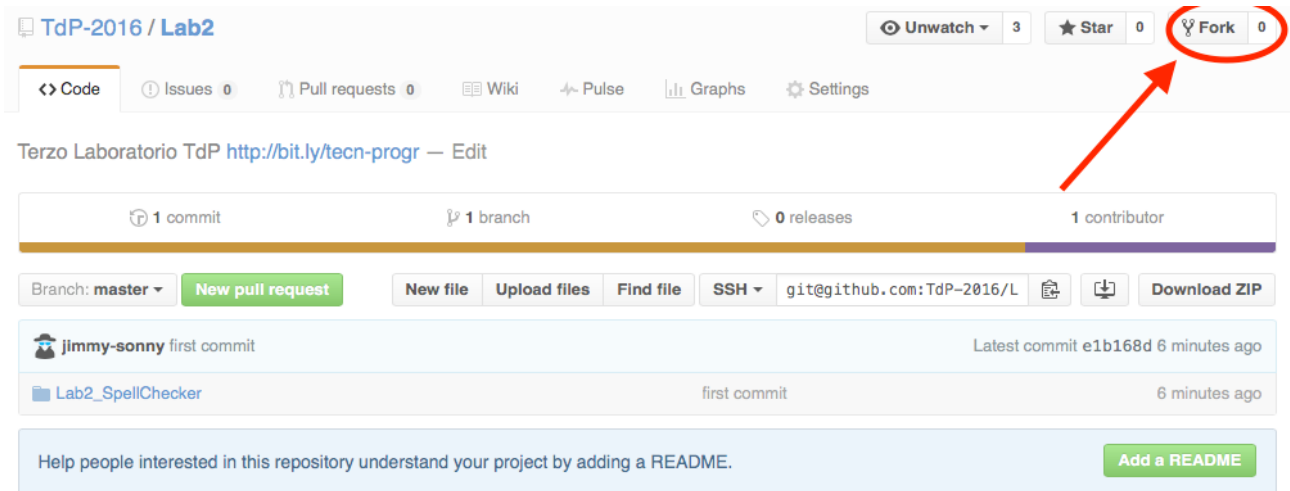 TdP-2016 / Lab2 Unwatch 3 Star 0 Fork 0
Code Issues 0 Pull requests 0 Wiki Pulse Graphs Settings
Terzo Laboratorio TdP http://bit.ly/tecn-progr — Edit
1 commit 1 branch 0 releases 1 contributor
Branch: master New pull request New file Upload files Find file SSH git@github.com:TdP-2016/L Download ZIP
jimmy-sonny first commit Latest commit e1b168d 6 minutes ago
Lab2_SpellChecker first commit 6 minutes ago
Help people interested in this repository understand your project by adding a README. Add a README